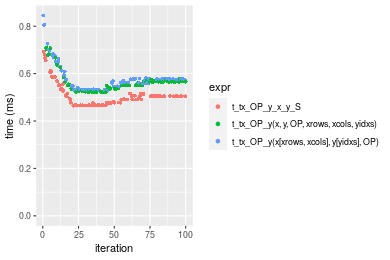 time (ms)
0.8
0.6
0.4
0.2
0.0
0
25
50
75
100
iteration
expr
t_tx_OP_y_x_y_S
t_tx_OP_y(x, y, OP, xrows, xcols, yidxs)
t_tx_OP_y(x[xrows, xcols], y[yidxs], OP)